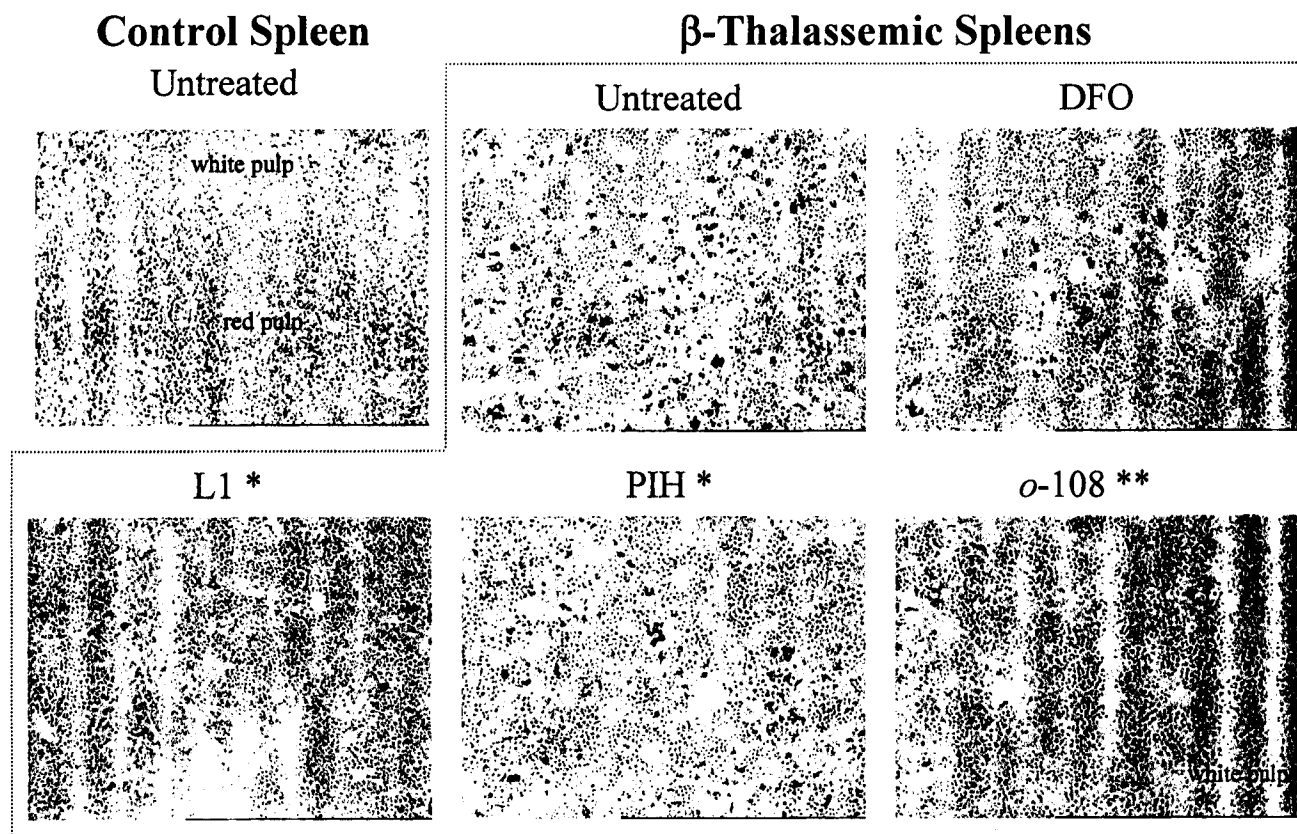 Control Spleen
β-Thalassemic Spleens
Untreated
Untreated
DFO
white pulp
red pulp
L1 *
PIH *
o-108 **
white pulp